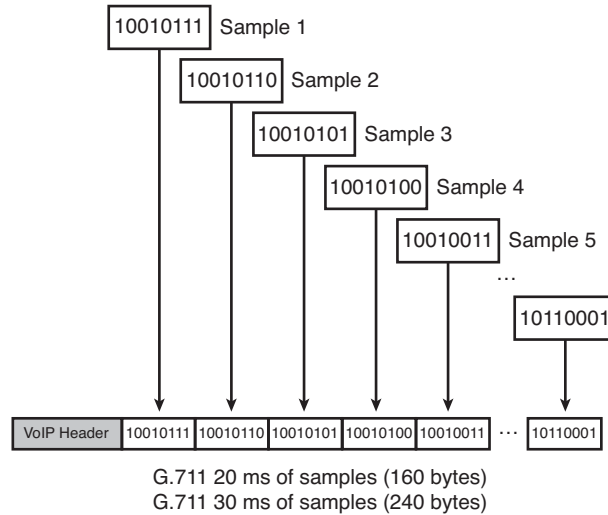 10010111 Sample 1
10010110 Sample 2
10010101 Sample 3
10010100 Sample 4
10010011 Sample 5
...
10110001
VoIP Header 10010111 10010110 10010101 10010100 10010011 ... 10110001
G.711 20 ms of samples (160 bytes)
G.711 30 ms of samples (240 bytes)